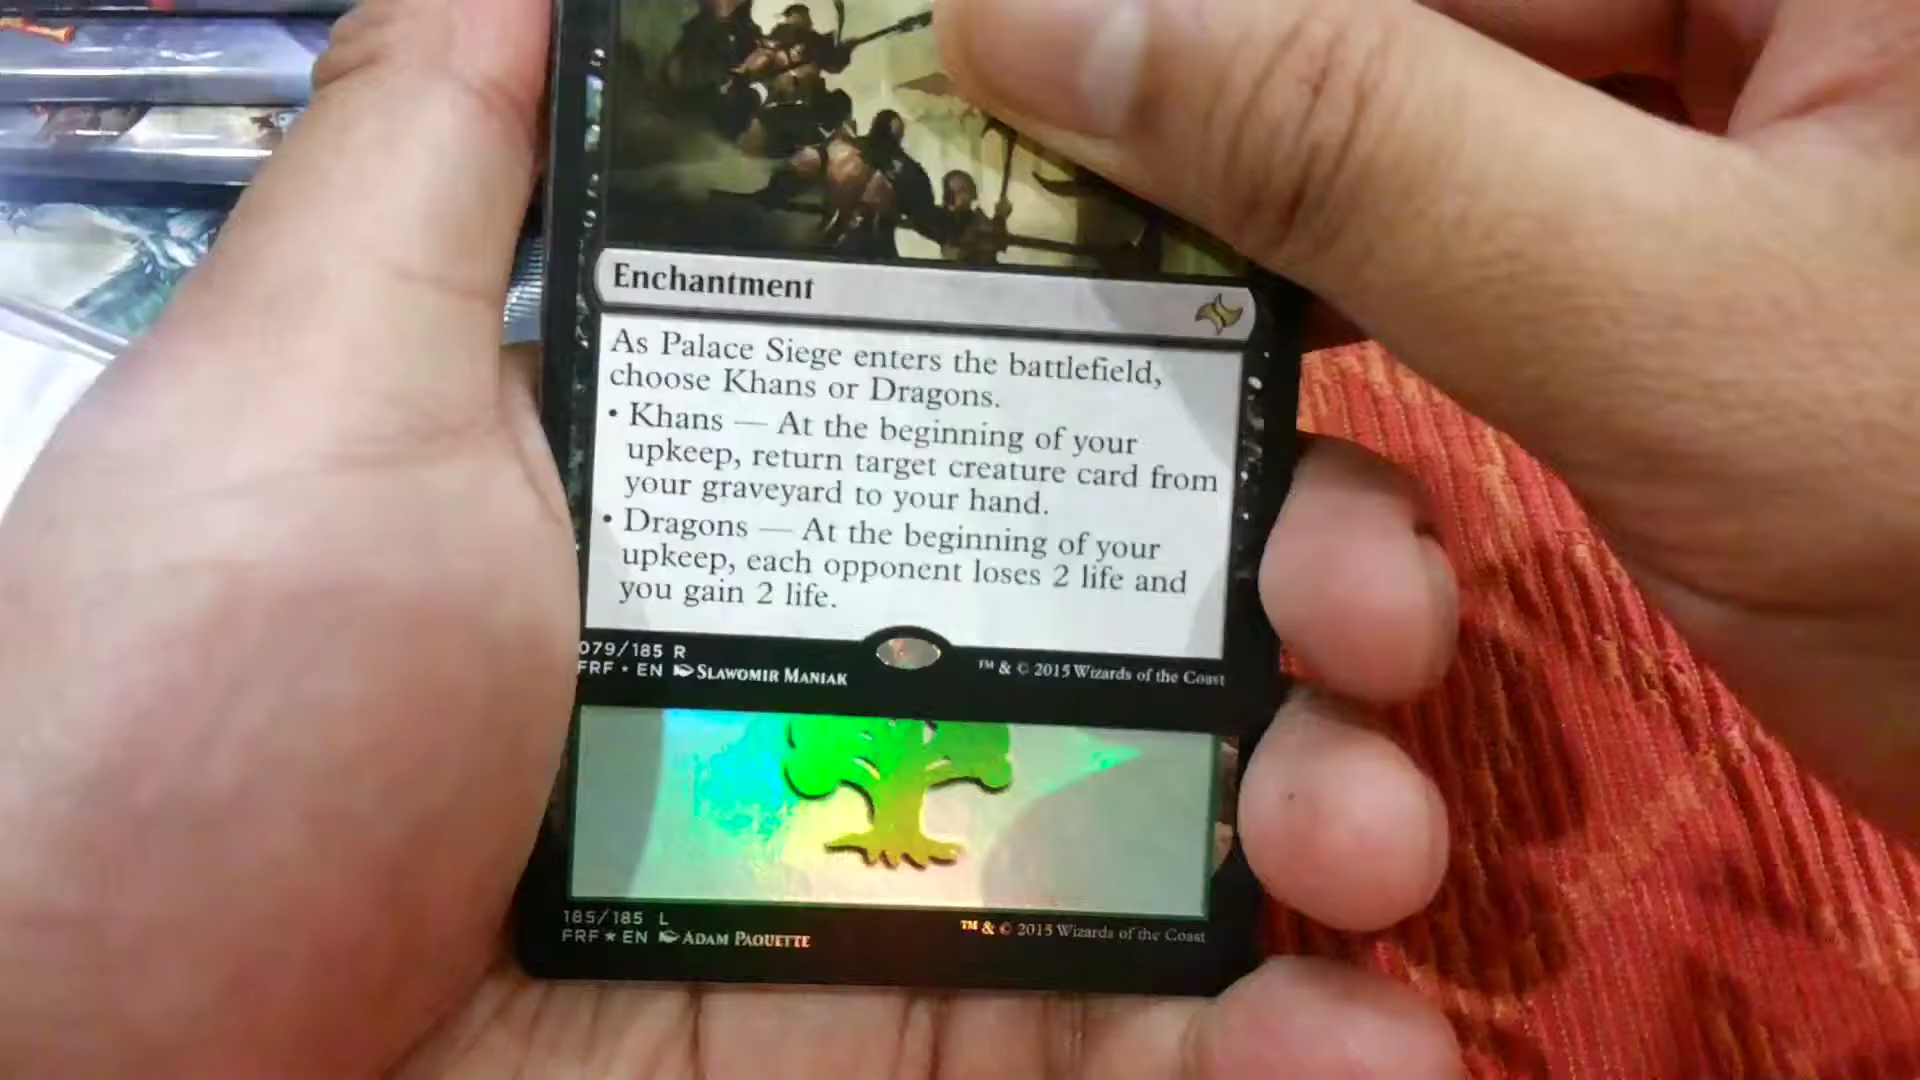 Enchantment
As Palace Siege enters the battlefield,
choose Khans or Dragons.
• Khans — At the beginning of your
upkeep, return target creature card from
your graveyard to your hand.
• Dragons — At the beginning of your
upkeep, each opponent loses 2 life and
you gain 2 life.
079/185 R
FRF • EN SLAWOMIR MANIAK
™ & © 2015 Wizards of the Coast
185/185 L
FRF ★ EN ADAM PAQUETTE
™ & © 2015 Wizards of the Coast